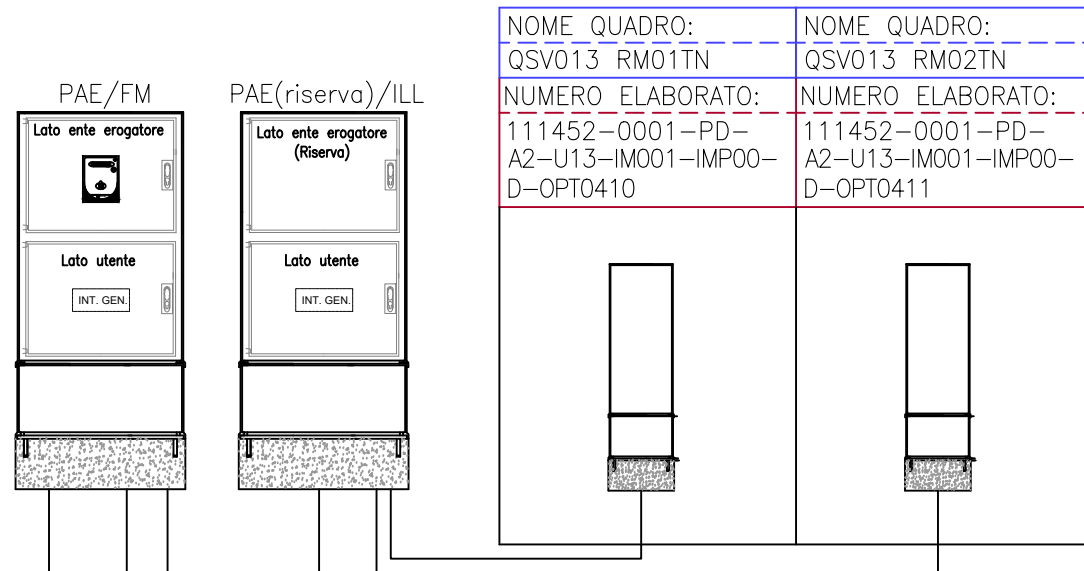 PAE/FM
Lato ente erogatore
Lato utente
INT. GEN.
PAE(riserva)/ILL
Lato ente erogatore
(Riserva)
Lato utente
INT. GEN.
NOME QUADRO:
QSV013 RM01TN
NUMERO ELABORATO:
111452-0001-PD-
A2-U13-IM001-IMP00-
D-OPT0410
NOME QUADRO:
QSV013 RM02TN
NUMERO ELABORATO:
111452-0001-PD-
A2-U13-IM001-IMP00-
D-OPT0411